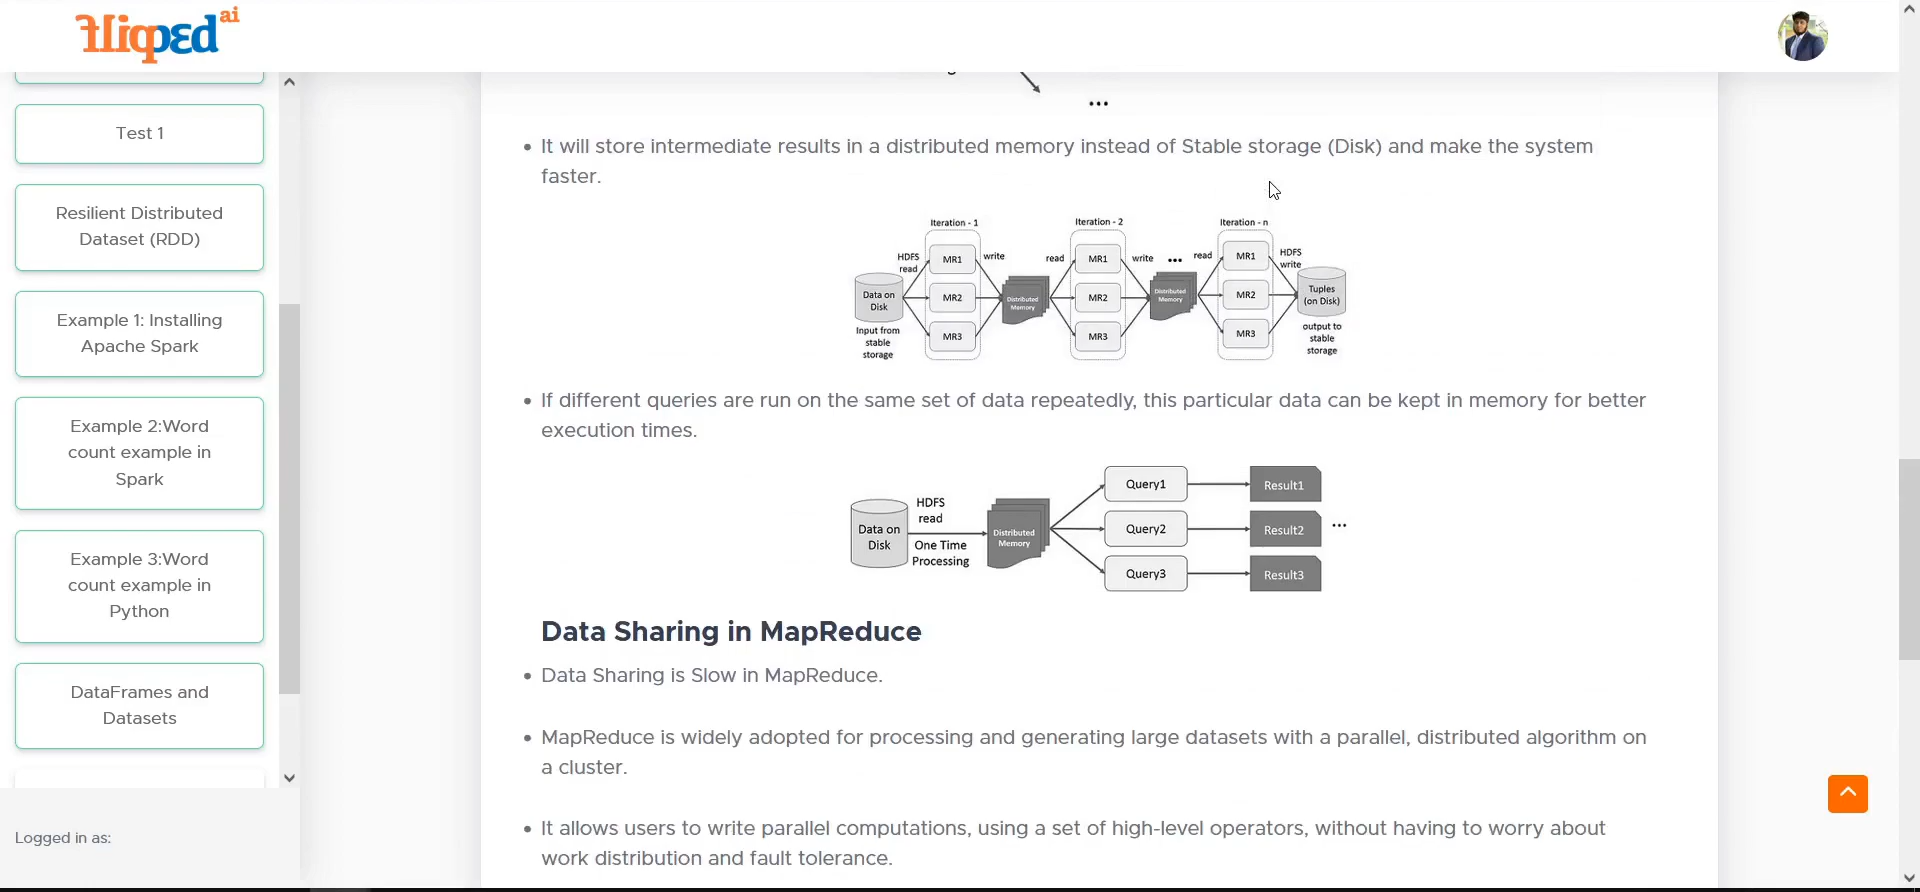 fliqped ai
Test 1
Resilient Distributed
Dataset (RDD)
Example 1: Installing
Apache Spark
Example 2:Word
count example in
Spark
Example 3:Word
count example in
Python
DataFrames and
Datasets
Logged in as:
...
• It will store intermediate results in a distributed memory instead of Stable storage (Disk) and make the system
faster.
Iteration - 1
Iteration - 2
Iteration - n
HDFS
read
MR1
write
read
MR1
write
...
read
MR1
HDFS
write
Data on
Disk
MR2
Distributed
Memory
MR2
Distributed
Memory
MR2
Tuples
(on Disk)
Input from
stable
storage
MR3
MR3
MR3
output to
stable
storage
• If different queries are run on the same set of data repeatedly, this particular data can be kept in memory for better
execution times.
Data on
Disk
HDFS
read
One Time
Processing
Distributed
Memory
Query1
Result1
Query2
Result2
...
Query3
Result3
Data Sharing in MapReduce
• Data Sharing is Slow in MapReduce.
• MapReduce is widely adopted for processing and generating large datasets with a parallel, distributed algorithm on
a cluster.
• It allows users to write parallel computations, using a set of high-level operators, without having to worry about
work distribution and fault tolerance.